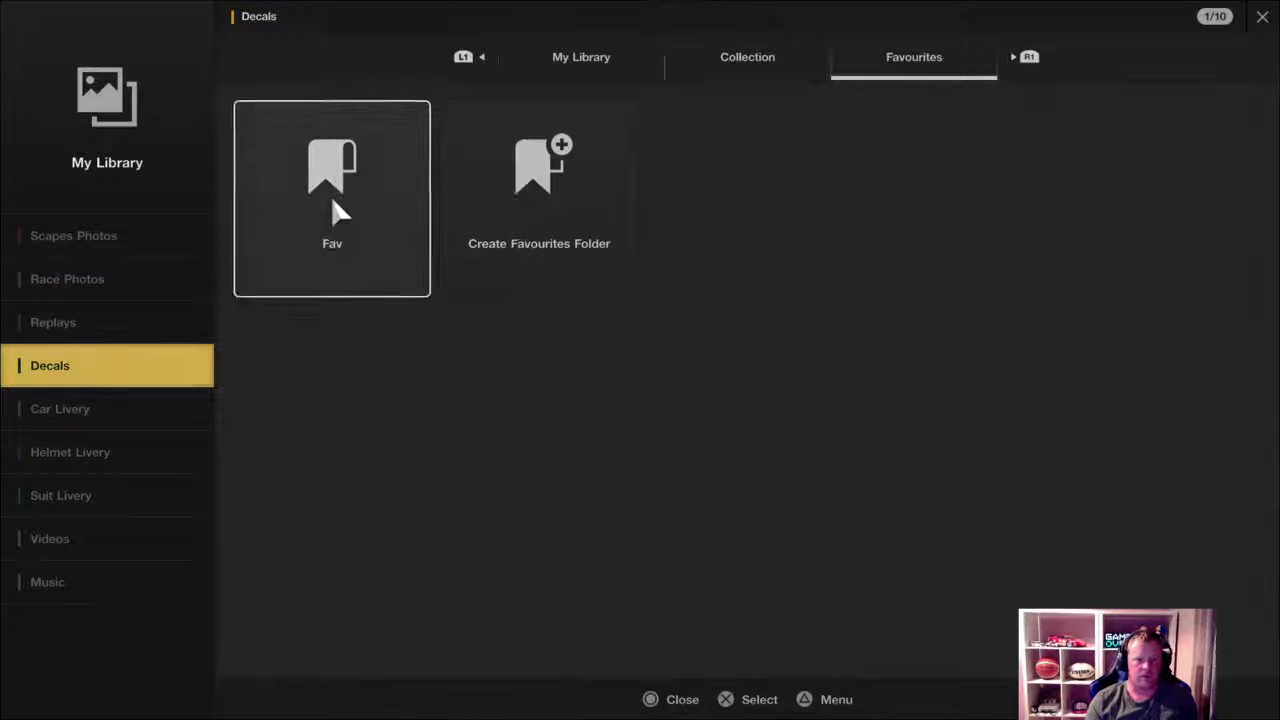 Decals
1/10
L1
My Library
Collection
Favourites
R1
My Library
Fav
Create Favourites Folder
Scapes Photos
Race Photos
Replays
Decals
Car Livery
Helmet Livery
Suit Livery
Videos
Music
Close
Select
Menu